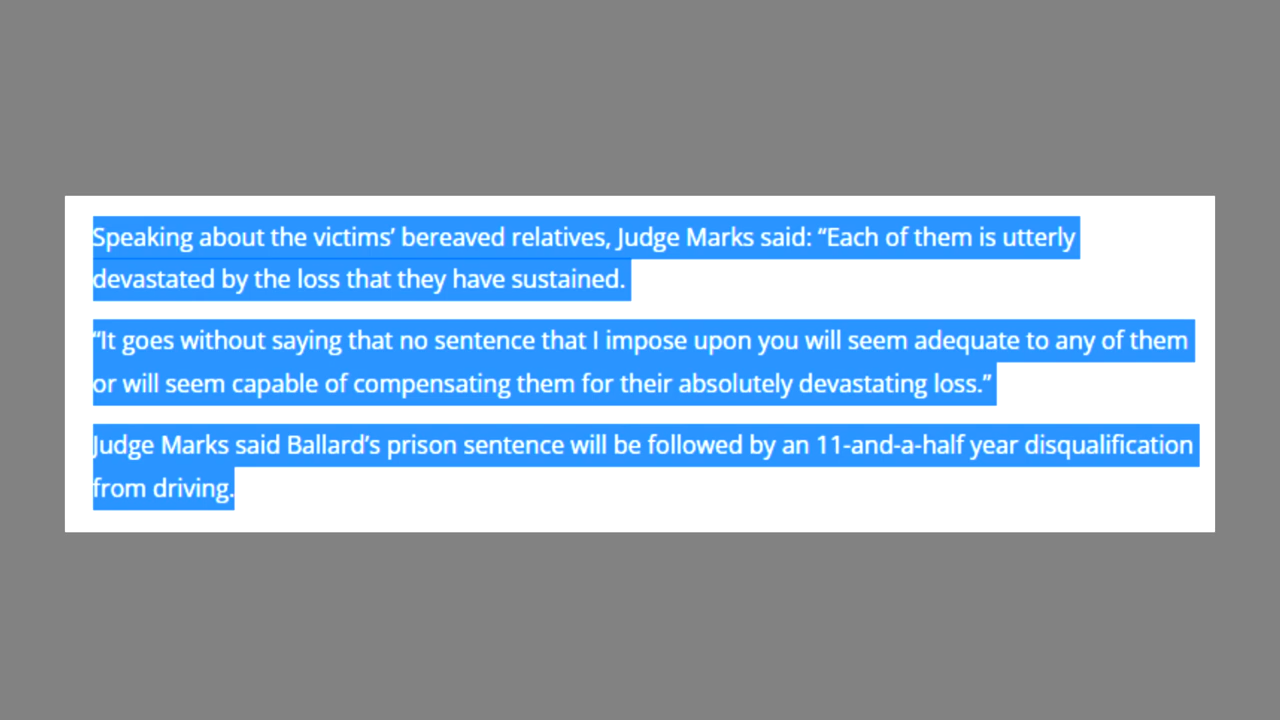 Speaking about the victims’ bereaved relatives, Judge Marks said: “Each of them is utterly
devastated by the loss that they have sustained.
“It goes without saying that no sentence that I impose upon you will seem adequate to any of them
or will seem capable of compensating them for their absolutely devastating loss.”
Judge Marks said Ballard’s prison sentence will be followed by an 11-and-a-half year disqualification
from driving.